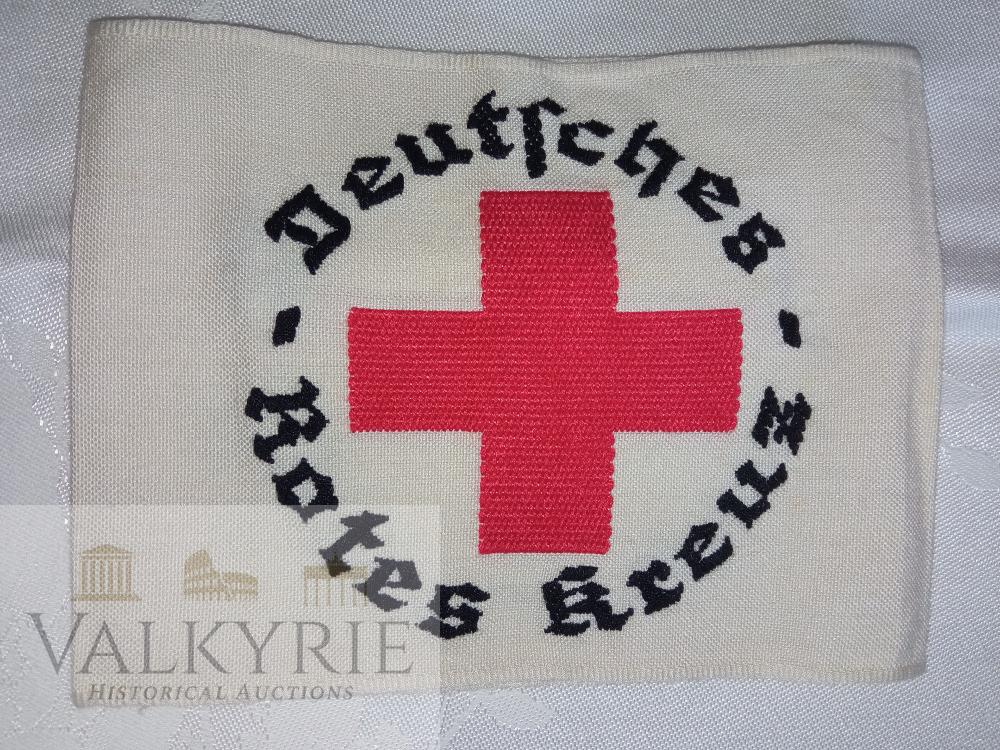 Deutſches
- Rotes Kreuz -
VALKYRIE
HISTORICAL AUCTIONS